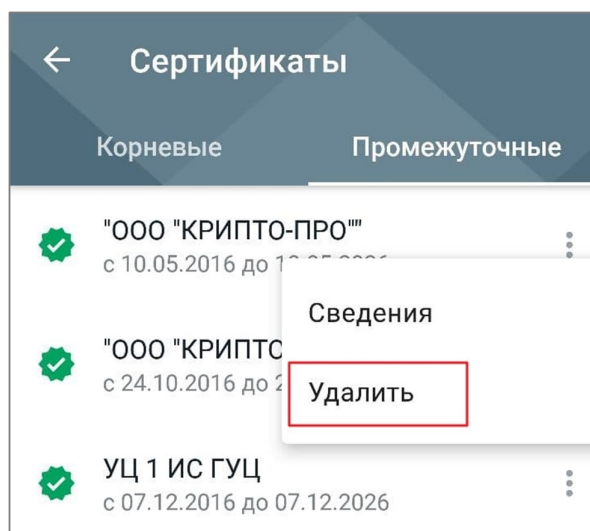 Сертификаты
Корневые Промежуточные
"ООО "КРИПТО-ПРО""
с 10.05.2016 до
Сведения
"ООО
с 24.10.2016 до
Удалить
УЦ 1 ИС ГУЦ
с 07.12.2016 до 07.12.2026